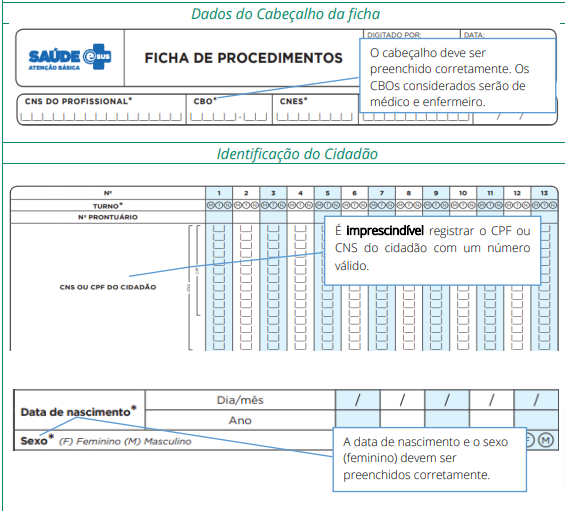 Dados do Cabeçalho da ficha
SAÚDE e-SUS
ATENÇÃO BÁSICA
FICHA DE PROCEDIMENTOS
DIGITADO POR:
DATA:
O cabeçalho deve ser
preenchido corretamente. Os
CBOs considerados serão de
médico e enfermeiro.
CNS DO PROFISSIONAL*
CBO*
CNES*
Identificação do Cidadão
Nº 1 2 3 4 5 6 7 8 9 10 11 12 13
TURNO* M T N M T N M T N M T N M T N M T N M T N M T N M T N M T N M T N M T N M T N
Nº PRONTUÁRIO
É imprescindível registrar o CPF ou
CNS do cidadão com um número
válido.
CNS OU CPF DO CIDADÃO
CNS
CPF
Data de nascimento*
Dia/mês / / / / /
Ano
Sexo* (F) Feminino (M) Masculino
F M
A data de nascimento e o sexo
(feminino) devem ser
preenchidos corretamente.